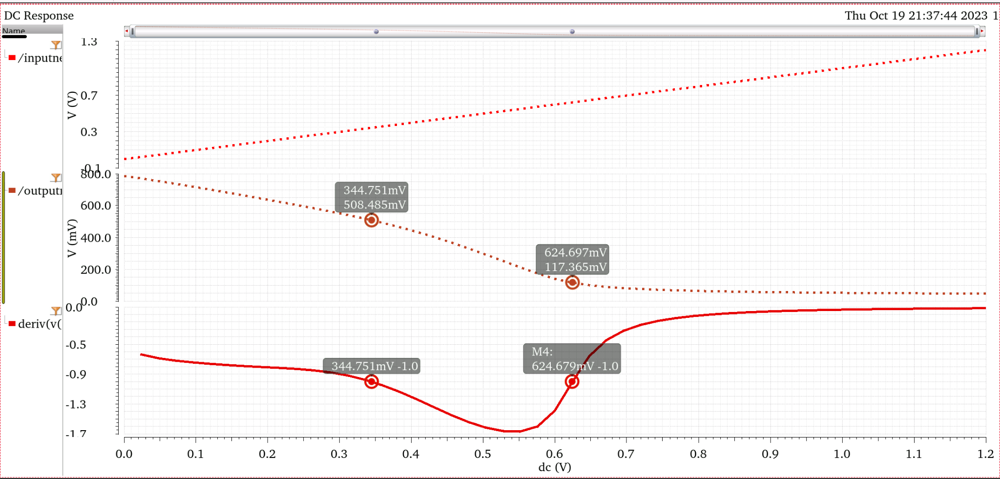 DC Response
Thu Oct 19 21:37:44 2023 1
Name
/inputne
1.3
0.7
0.3
-0.1
V (V)
/outputn
800.0
600.0
400.0
200.0
0.0
V (mV)
344.751mV
508.485mV
624.697mV
117.365mV
deriv(v(
0.0
-0.5
-0.9
-1.3
-1.7
344.751mV -1.0
M4:
624.679mV -1.0
0.0 0.1 0.2 0.3 0.4 0.5 0.6 0.7 0.8 0.9 1.0 1.1 1.2
dc (V)